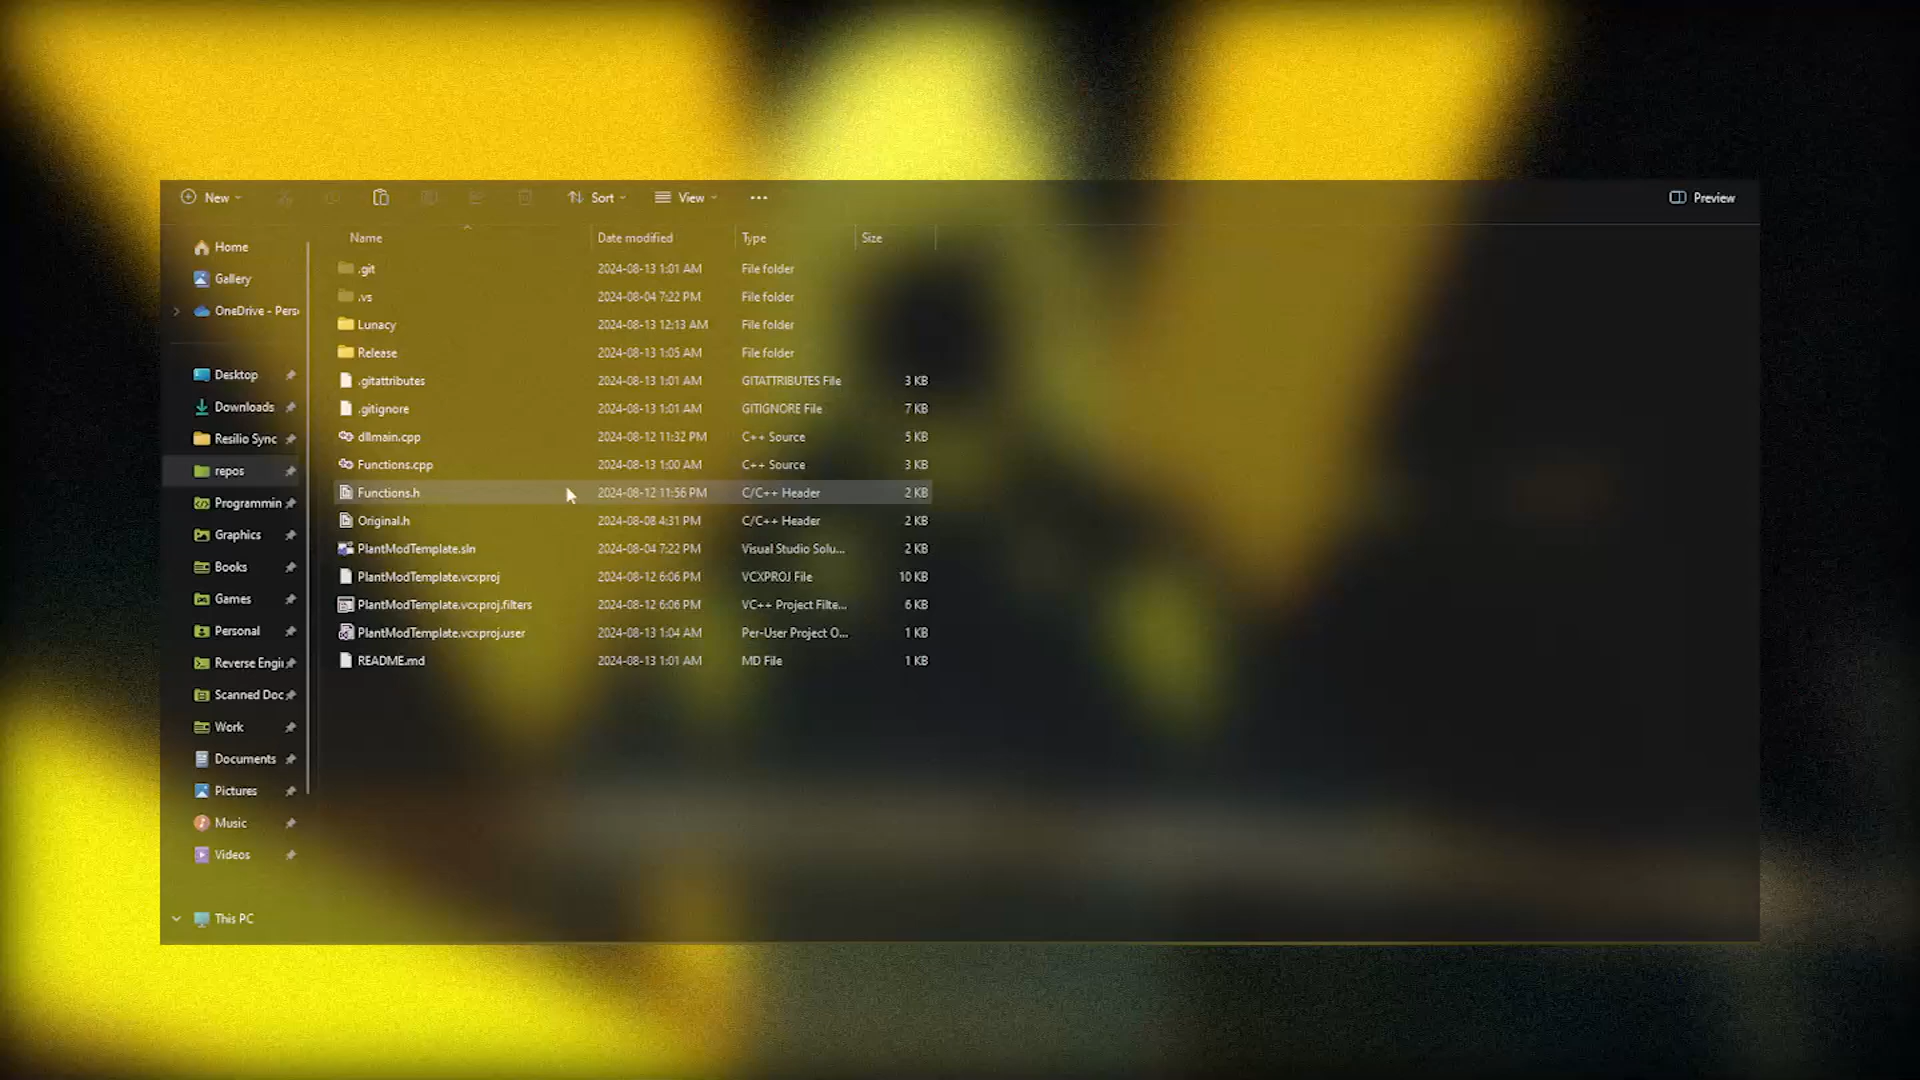 New
Sort
View
Preview
Name Date modified Type Size
Home
Gallery
OneDrive - Pers
Desktop
Downloads
Resilio Sync
repos
Programmin
Graphics
Books
Games
Personal
Reverse Engi
Scanned Doc
Work
Documents
Pictures
Music
Videos
This PC
.git 2024-08-13 1:01 AM File folder
.vs 2024-08-04 7:22 PM File folder
Lunacy 2024-08-13 12:13 AM File folder
Release 2024-08-13 1:05 AM File folder
.gitattributes 2024-08-13 1:01 AM GITATTRIBUTES File 3 KB
.gitignore 2024-08-13 1:01 AM GITIGNORE File 7 KB
dllmain.cpp 2024-08-12 11:32 PM C++ Source 5 KB
Functions.cpp 2024-08-13 1:00 AM C++ Source 3 KB
Functions.h 2024-08-12 11:56 PM C/C++ Header 2 KB
Original.h 2024-08-08 4:31 PM C/C++ Header 2 KB
PlantModTemplate.sln 2024-08-04 7:22 PM Visual Studio Solu... 2 KB
PlantModTemplate.vcxproj 2024-08-12 6:06 PM VCXPROJ File 10 KB
PlantModTemplate.vcxproj.filters 2024-08-12 6:06 PM VC++ Project Filte... 6 KB
PlantModTemplate.vcxproj.user 2024-08-13 1:04 AM Per-User Project O... 1 KB
README.md 2024-08-13 1:01 AM MD File 1 KB